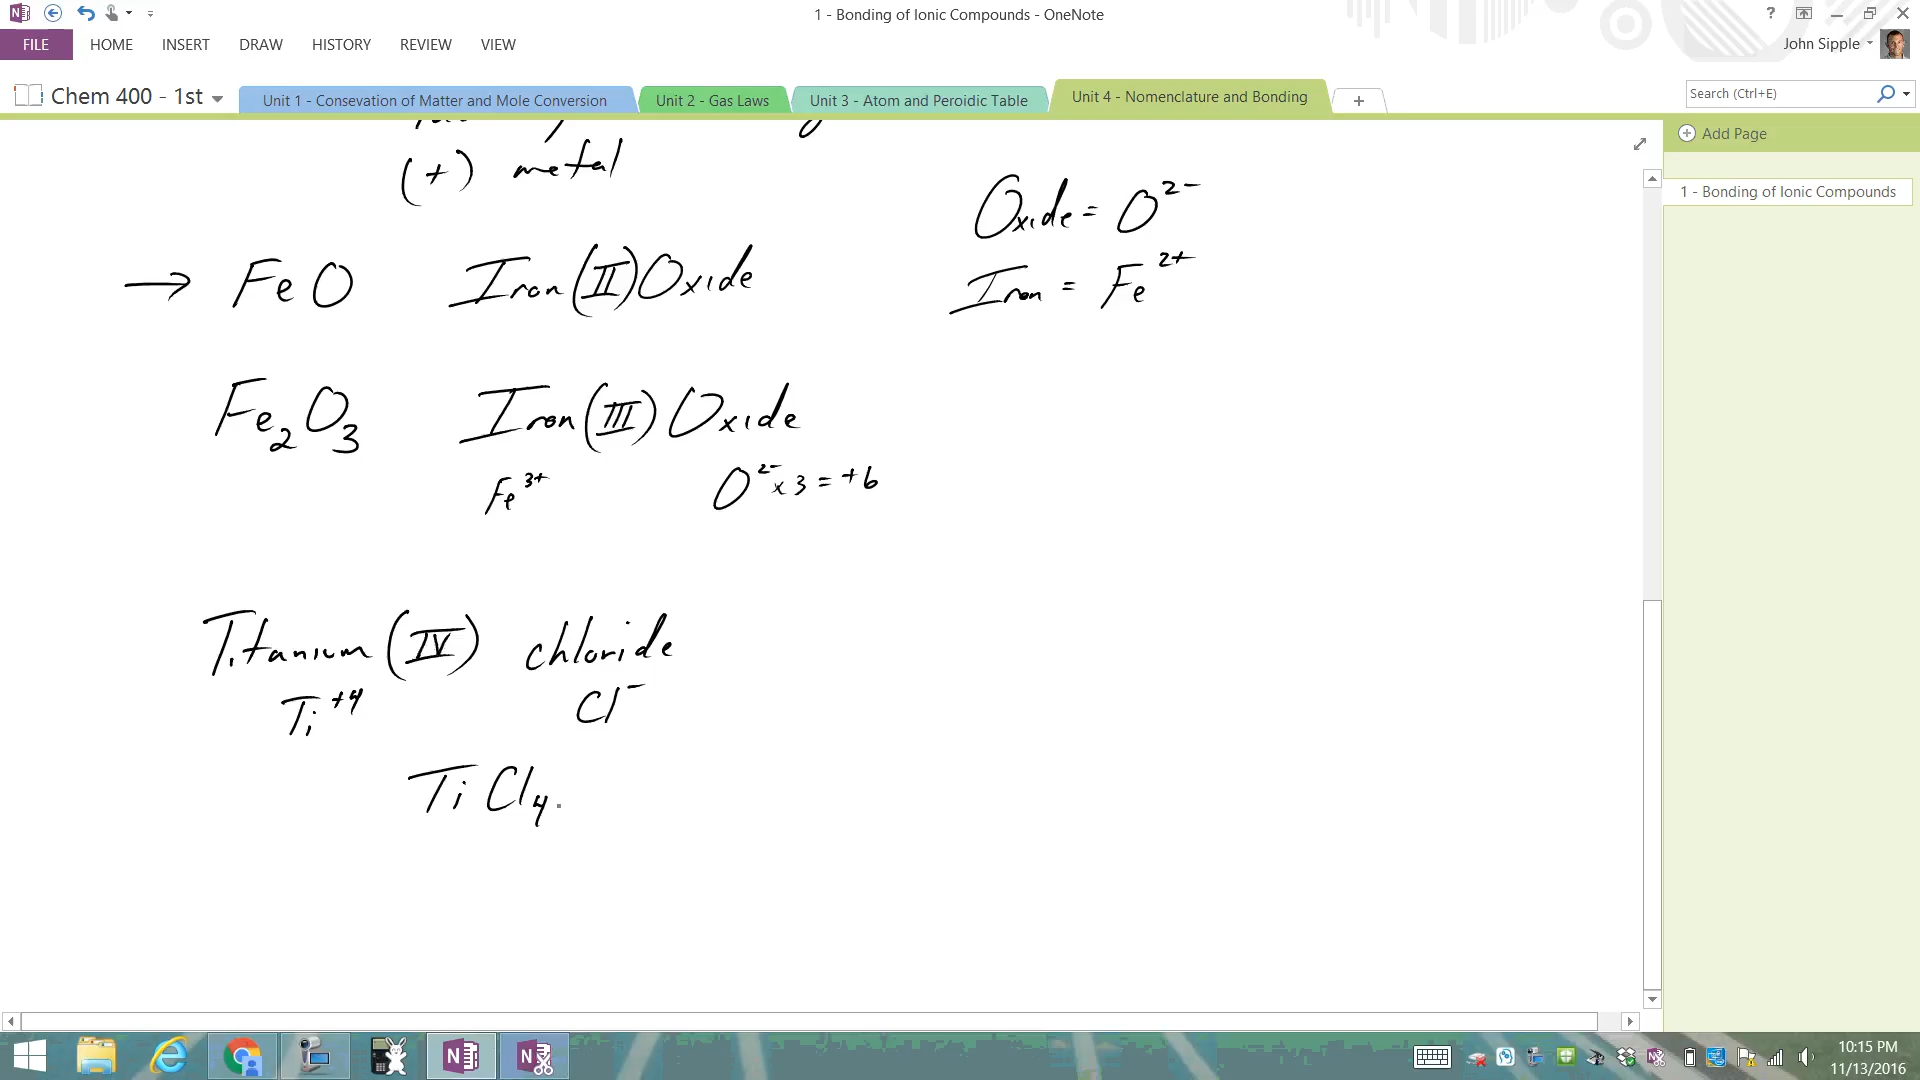 1 - Bonding of Ionic Compounds - OneNote
FILE HOME INSERT DRAW HISTORY REVIEW VIEW
John Sipple
Chem 400 - 1st
Unit 1 - Consevation of Matter and Mole Conversion
Unit 2 - Gas Laws
Unit 3 - Atom and Peroidic Table
Unit 4 - Nomenclature and Bonding
Search (Ctrl+E)
Add Page
1 - Bonding of Ionic Compounds
(+) metal
Oxide = O²⁻
→ FeO Iron(II)Oxide
Iron = Fe²⁺
Fe₂O₃ Iron(III)Oxide
Fe³⁺ O²⁻ x 3 = +6
Titanium (IV) chloride
Ti⁺⁴ Cl⁻
TiCl₄
10:15 PM
11/13/2016